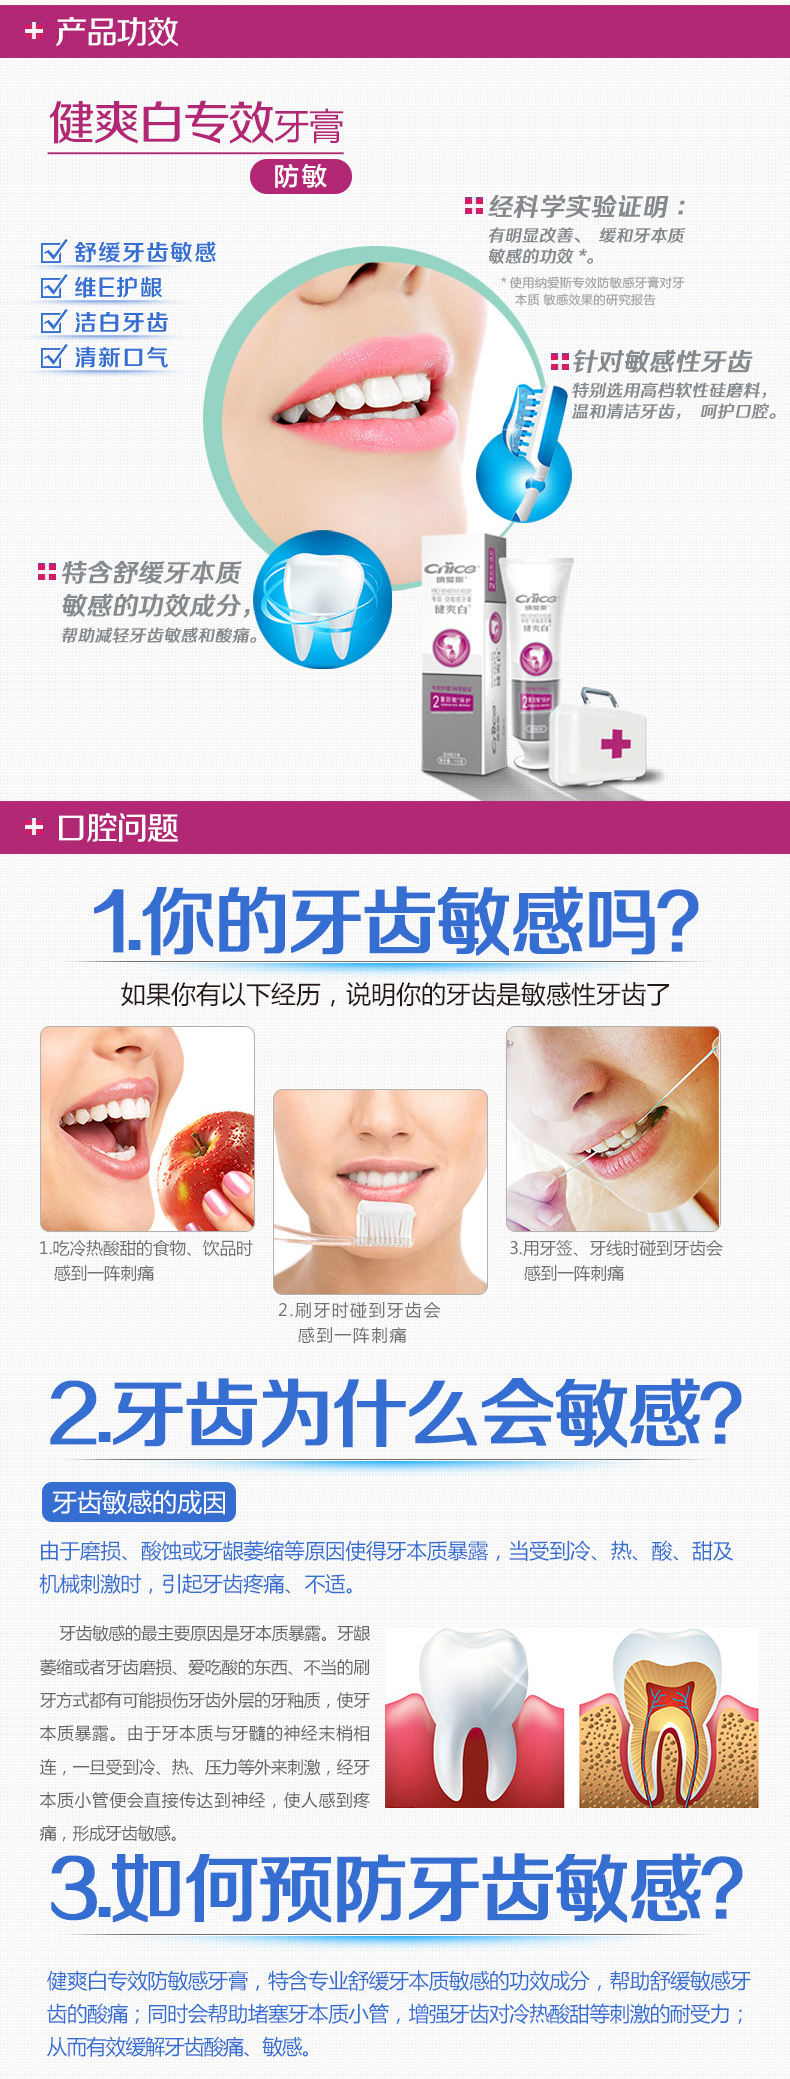 + 产品功效
健爽白专效牙膏
防敏
舒缓牙齿敏感
维E护龈
洁白牙齿
清新口气
经科学实验证明：
有明显改善、 缓和牙本质
敏感的功效 *。
* 使用纳爱斯专效防敏感牙膏对牙
本质 敏感效果的研究报告
针对敏感性牙齿
特别选用高档软性硅磨料，
温和清洁牙齿， 呵护口腔。
特含舒缓牙本质
敏感的功效成分，
帮助减轻牙齿敏感和酸痛。
Cnice
纳爱斯
健爽白
Cnice
纳爱斯
健爽白
+ 口腔问题
1.你的牙齿敏感吗?
如果你有以下经历，说明你的牙齿是敏感性牙齿了
1.吃冷热酸甜的食物、饮品时
感到一阵刺痛
2.刷牙时碰到牙齿会
感到一阵刺痛
3.用牙签、牙线时碰到牙齿会
感到一阵刺痛
2.牙齿为什么会敏感?
牙齿敏感的成因
由于磨损、酸蚀或牙龈萎缩等原因使得牙本质暴露，当受到冷、热、酸、甜及
机械刺激时，引起牙齿疼痛、不适。
牙齿敏感的最主要原因是牙本质暴露。牙龈
萎缩或者牙齿磨损、爱吃酸的东西、不当的刷
牙方式都有可能损伤牙齿外层的牙釉质，使牙
本质暴露。由于牙本质与牙髓的神经末梢相
连，一旦受到冷、热、压力等外来刺激，经牙
本质小管便会直接传达到神经，使人感到疼
痛，形成牙齿敏感。
3.如何预防牙齿敏感?
健爽白专效防敏感牙膏，特含专业舒缓牙本质敏感的功效成分，帮助舒缓敏感牙
齿的酸痛；同时会帮助堵塞牙本质小管，增强牙齿对冷热酸甜等刺激的耐受力；
从而有效缓解牙齿酸痛、敏感。